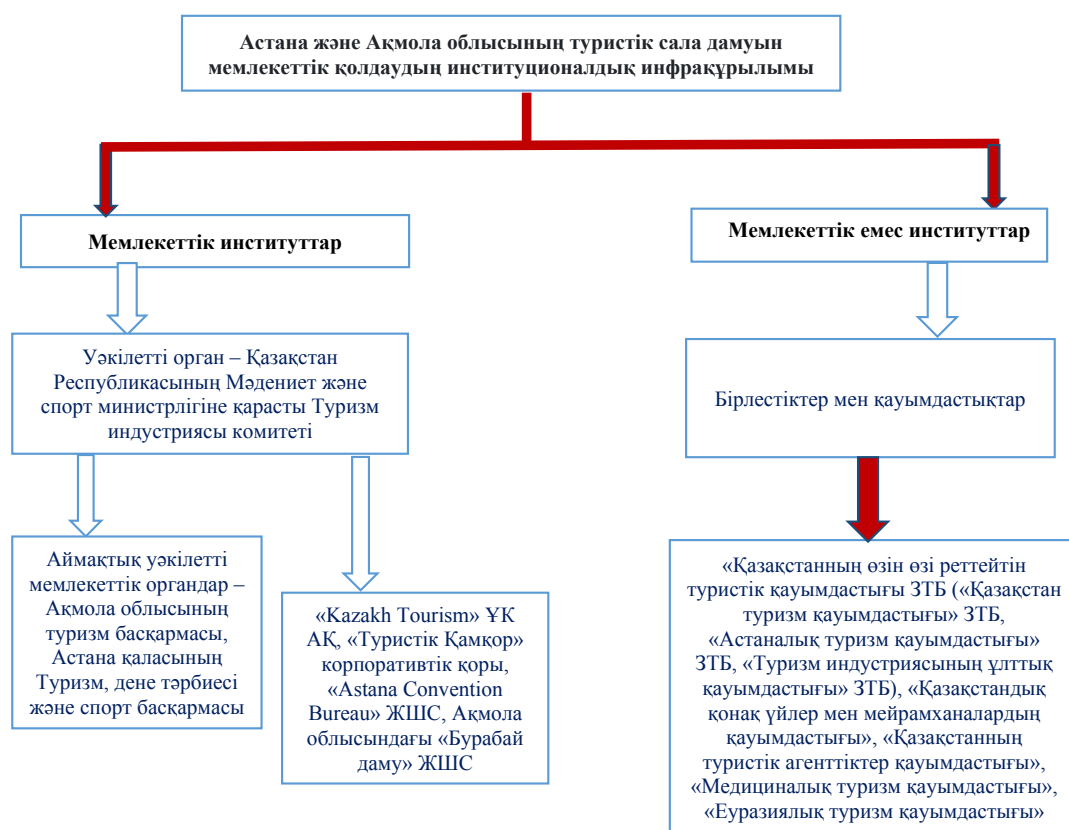 Астана және Ақмола облысының туристік сала дамуын
мемлекеттік қолдаудың институционалдық инфрақұрылымы
Мемлекеттік институттар
Мемлекеттік емес институттар
Уәкілетті орган – Қазақстан
Республикасының Мәдениет және
спорт министрлігіне қарасты Туризм
индустриясы комитеті
Бірлестіктер мен қауымдастықтар
Аймақтық уәкілетті
мемлекеттік органдар –
Ақмола облысының
туризм басқармасы,
Астана қаласының
Туризм, дене тәрбиесі
және спорт басқармасы
«Kazakh Tourism» ҰК
АҚ, «Туристік Қамқор»
корпоративтік қоры,
«Astana Convention
Bureau» ЖШС, Ақмола
облысындағы «Бурабай
даму» ЖШС
«Қазақстанның өзін өзі реттейтін
туристік қауымдастығы ЗТБ («Қазақстан
туризм қауымдастығы» ЗТБ,
«Астаналық туризм қауымдастығы»
ЗТБ, «Туризм индустриясының ұлттық
қауымдастығы» ЗТБ), «Қазақстандық
қонақ үйлер мен мейрамханалардың
қауымдастығы», «Қазақстанның
туристік агенттіктер қауымдастығы»,
«Медициналық туризм қауымдастығы»,
«Еуразиялық туризм қауымдастығы»